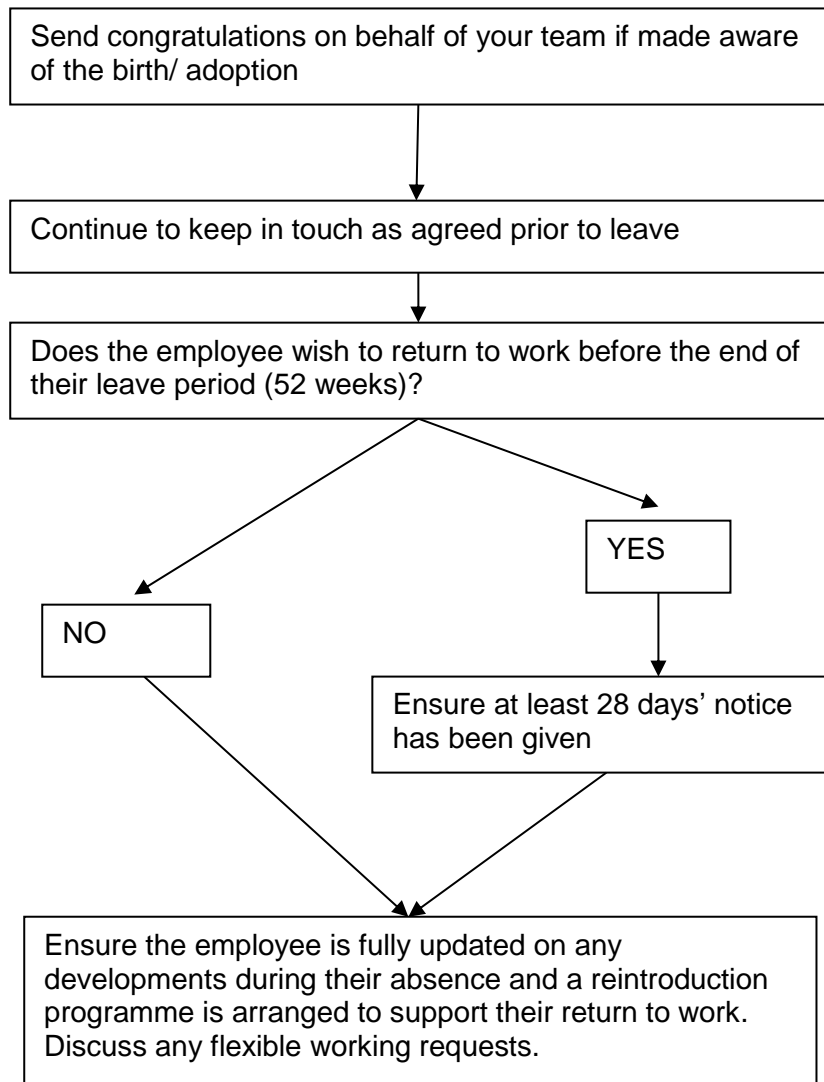 Send congratulations on behalf of your team if made aware
of the birth/ adoption
Continue to keep in touch as agreed prior to leave
Does the employee wish to return to work before the end of
their leave period (52 weeks)?
YES
NO
Ensure at least 28 days’ notice
has been given
Ensure the employee is fully updated on any
developments during their absence and a reintroduction
programme is arranged to support their return to work.
Discuss any flexible working requests.